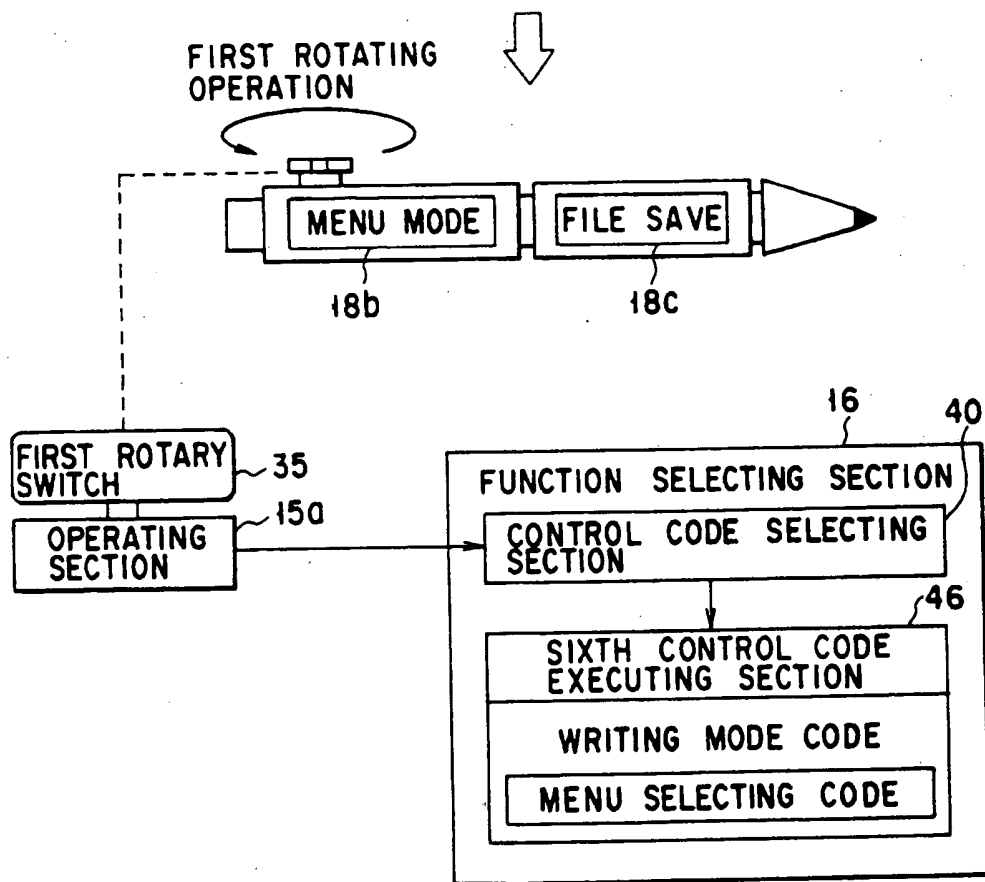 FIRST ROTATING
OPERATION
MENU MODE
FILE SAVE
18b
18c
16
40
FIRST ROTARY
SWITCH
35
FUNCTION SELECTING SECTION
15a
OPERATING
SECTION
CONTROL CODE SELECTING
SECTION
46
SIXTH CONTROL CODE
EXECUTING SECTION
WRITING MODE CODE
MENU SELECTING CODE